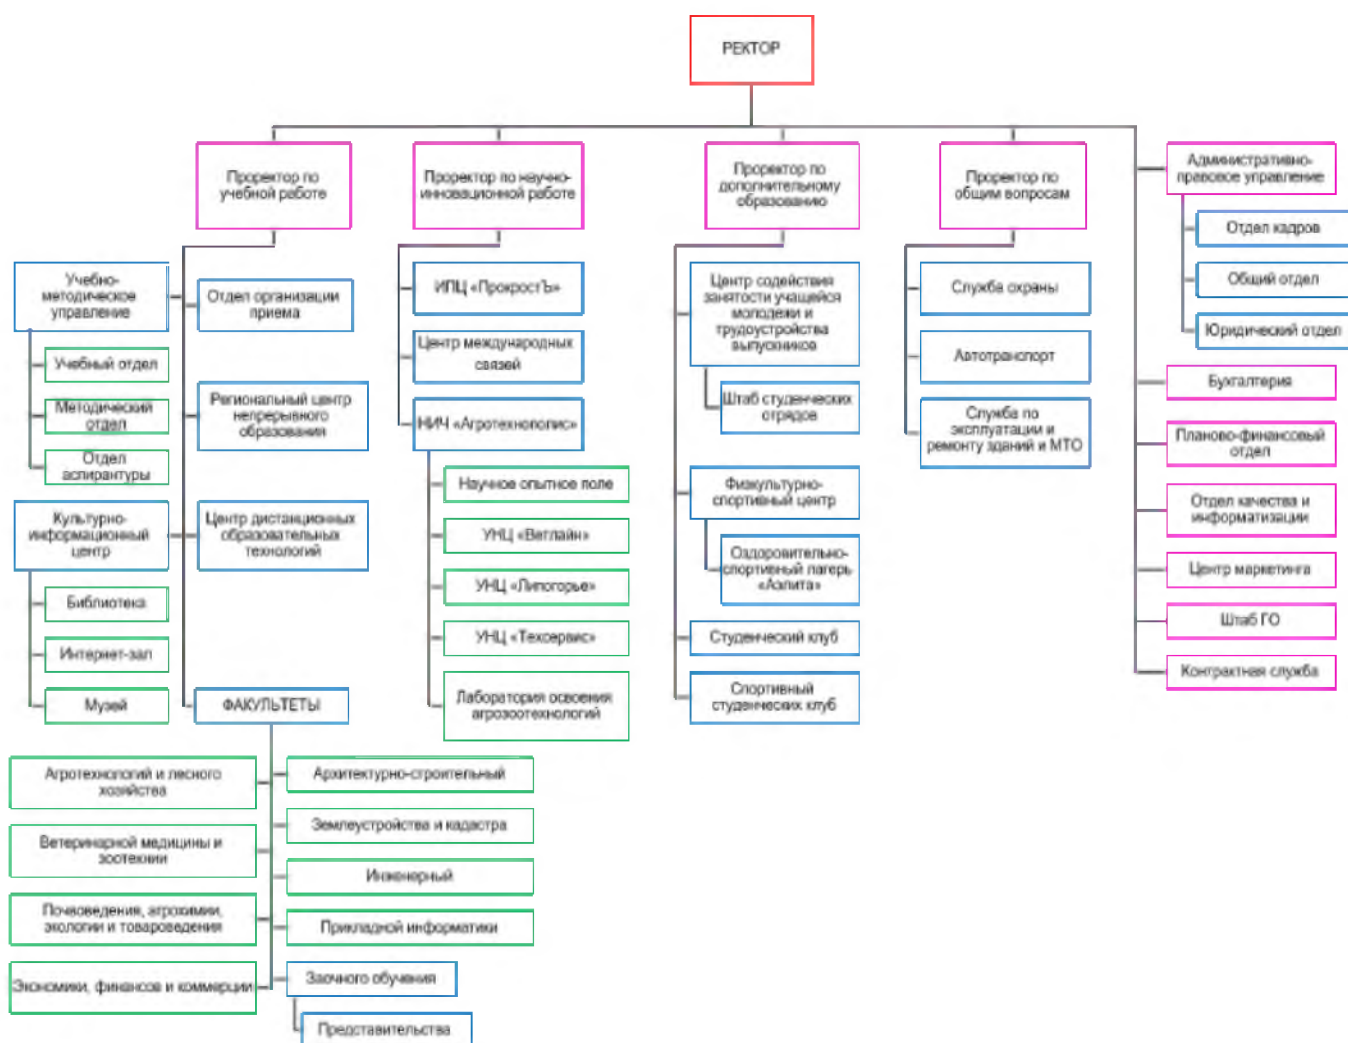 РЕКТОР
Проректор по
учебной работе
Проректор по научно-
инновационной работе
Проректор по
дополнительному
образованию
Проректор по
общим вопросам
Административно-
правовое управление
Отдел кадров
Общий отдел
Юридический отдел
Бухгалтерия
Планово-финансовый
отдел
Отдел качества и
информатизации
Центр маркетинга
Штаб ГО
Контрактная служба
Учебно-
методическое
управление
Учебный отдел
Методический
отдел
Отдел
аспирантуры
Культурно-
информационный
центр
Библиотека
Интернет-зал
Музей
Отдел организации
приема
Региональный центр
непрерывного
образования
Центр дистанционных
образовательных
технологий
ФАКУЛЬТЕТЫ
Агротехнологий и лесного
хозяйства
Ветеринарной медицины и
зоотехнии
Почвоведения, агрохимии,
экологии и товароведения
Экономики, финансов и коммерции
Архитектурно-строительный
Землеустройства и кадастра
Инженерный
Прикладной информатики
Заочного обучения
Представительства
ИПЦ «ПрокростЪ»
Центр международных
связей
НИЧ «Агротехнополис»
Научное опытное поле
УНЦ «Ветлайн»
УНЦ «Липогорье»
УНЦ «Техсервис»
Лаборатория освоения
агрозоотехнологий
Центр содействия
занятости учащейся
молодежи и
трудоустройства
выпускников
Штаб студенческих
отрядов
Физкультурно-
спортивный центр
Оздоровительно-
спортивный лагерь
«Аэлита»
Студенческий клуб
Спортивный
студенческих клуб
Служба охраны
Автотранспорт
Служба по
эксплуатации и
ремонту зданий и МТО